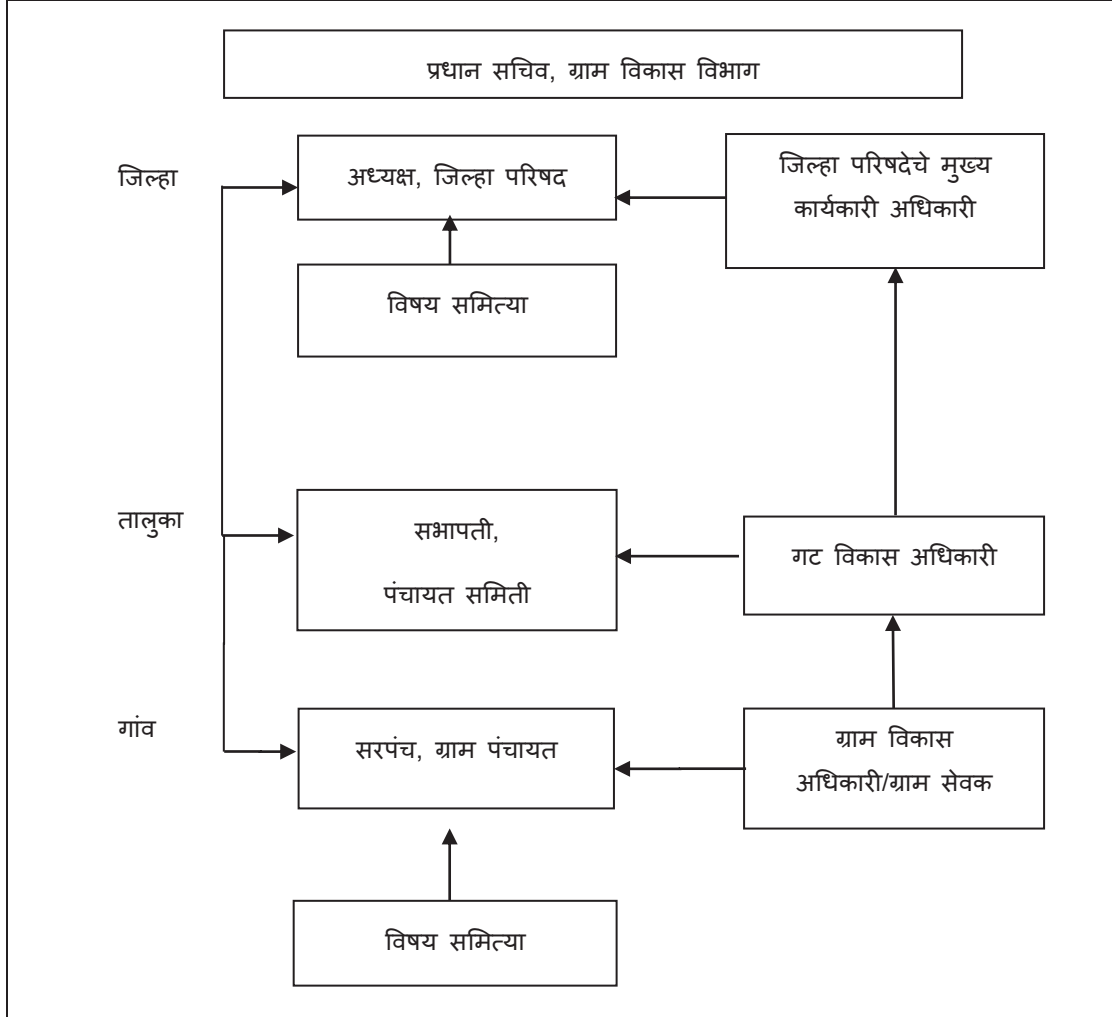 प्रधान सचिव, ग्राम विकास विभाग
जिल्हा
अध्यक्ष, जिल्हा परिषद
जिल्हा परिषदेचे मुख्य
कार्यकारी अधिकारी
विषय समित्या
तालुका
सभापती,
पंचायत समिती
गट विकास अधिकारी
गांव
सरपंच, ग्राम पंचायत
ग्राम विकास
अधिकारी/ग्राम सेवक
विषय समित्या